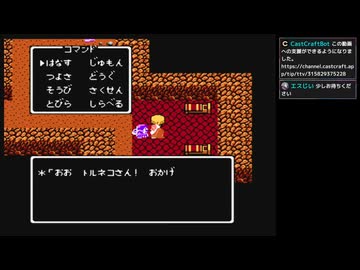 コマンド
▶はなす じゅもん
つよさ どうぐ
そうび さくせん
とびら しらべる
*「おお トルネコさん! おかげ
CastCraftBot この動画
への支援ができるようになりま
した。
https://channel.castcraft.ap
p/tip/ttv/315829375228
エスじい 少しお待ちくだ
さい